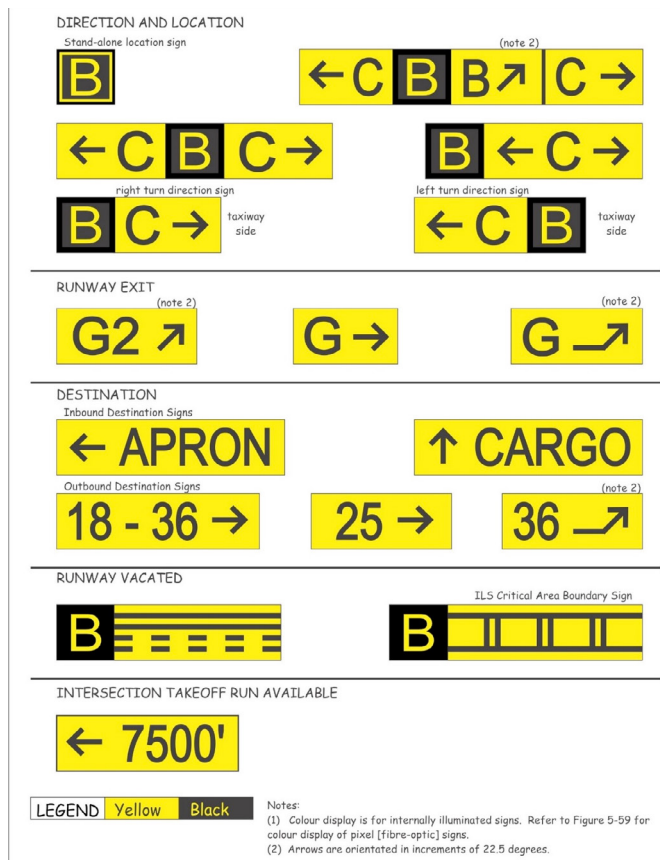 DIRECTION AND LOCATION
Stand-alone location sign
(note 2)
B
← C B B ↗ C →
← C B C →
B ← C →
right turn direction sign
left turn direction sign
B C →
taxiway
side
← C B
taxiway
side
RUNWAY EXIT
(note 2)
(note 2)
G2 ↗
G →
G
DESTINATION
Inbound Destination Signs
← APRON
↑ CARGO
Outbound Destination Signs
(note 2)
18 - 36 →
25 →
36
RUNWAY VACATED
ILS Critical Area Boundary Sign
B
B
INTERSECTION TAKEOFF RUN AVAILABLE
← 7500'
LEGEND Yellow Black
Notes:
(1) Colour display is for internally illuminated signs. Refer to Figure 5-59 for
colour display of pixel [fibre-optic] signs.
(2) Arrows are orientated in increments of 22.5 degrees.